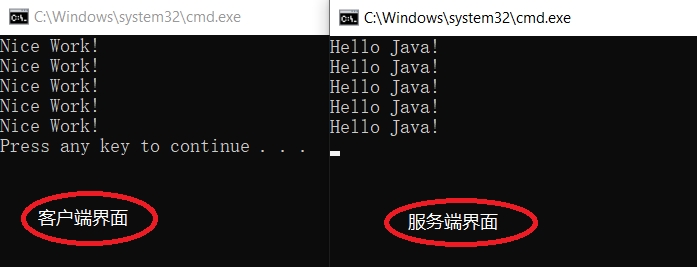 C:\Windows\system32\cmd.exe
Nice Work!
Nice Work!
Nice Work!
Nice Work!
Nice Work!
Press any key to continue . . .
客户端界面
C:\Windows\system32\cmd.exe
Hello Java!
Hello Java!
Hello Java!
Hello Java!
Hello Java!
服务端界面